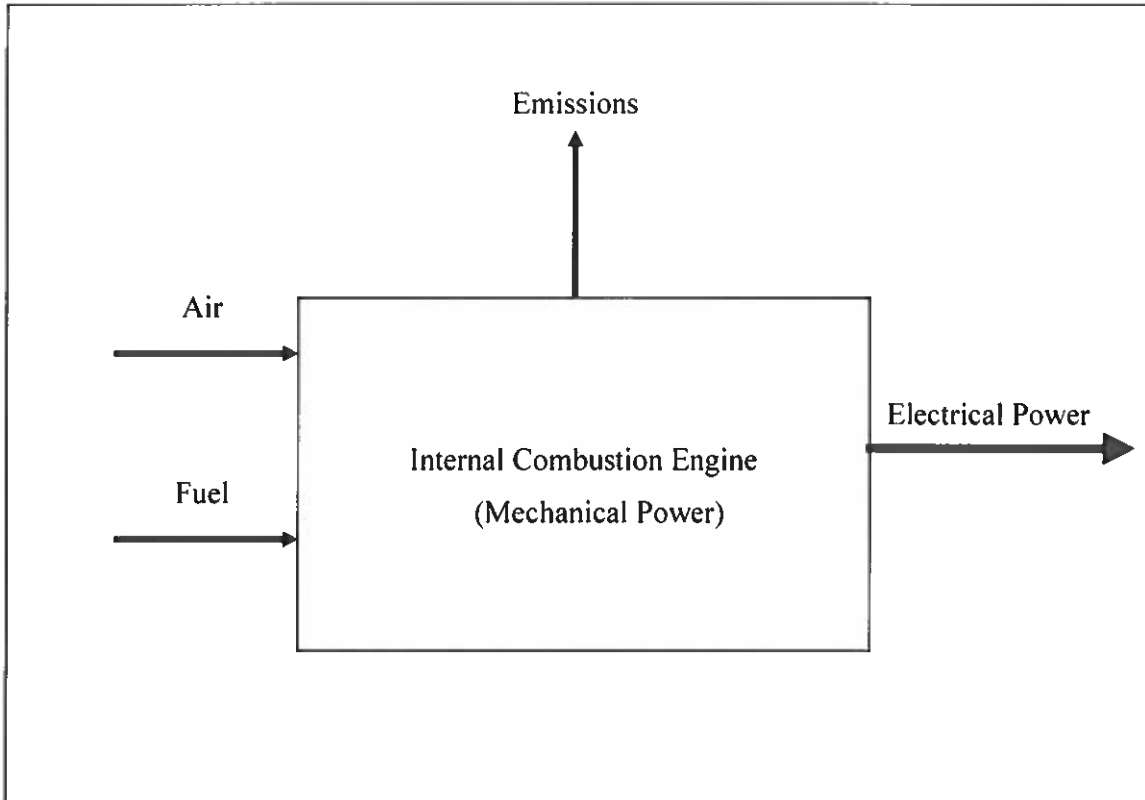 Emissions
Air
Electrical Power
Internal Combustion Engine
Fuel
(Mechanical Power)